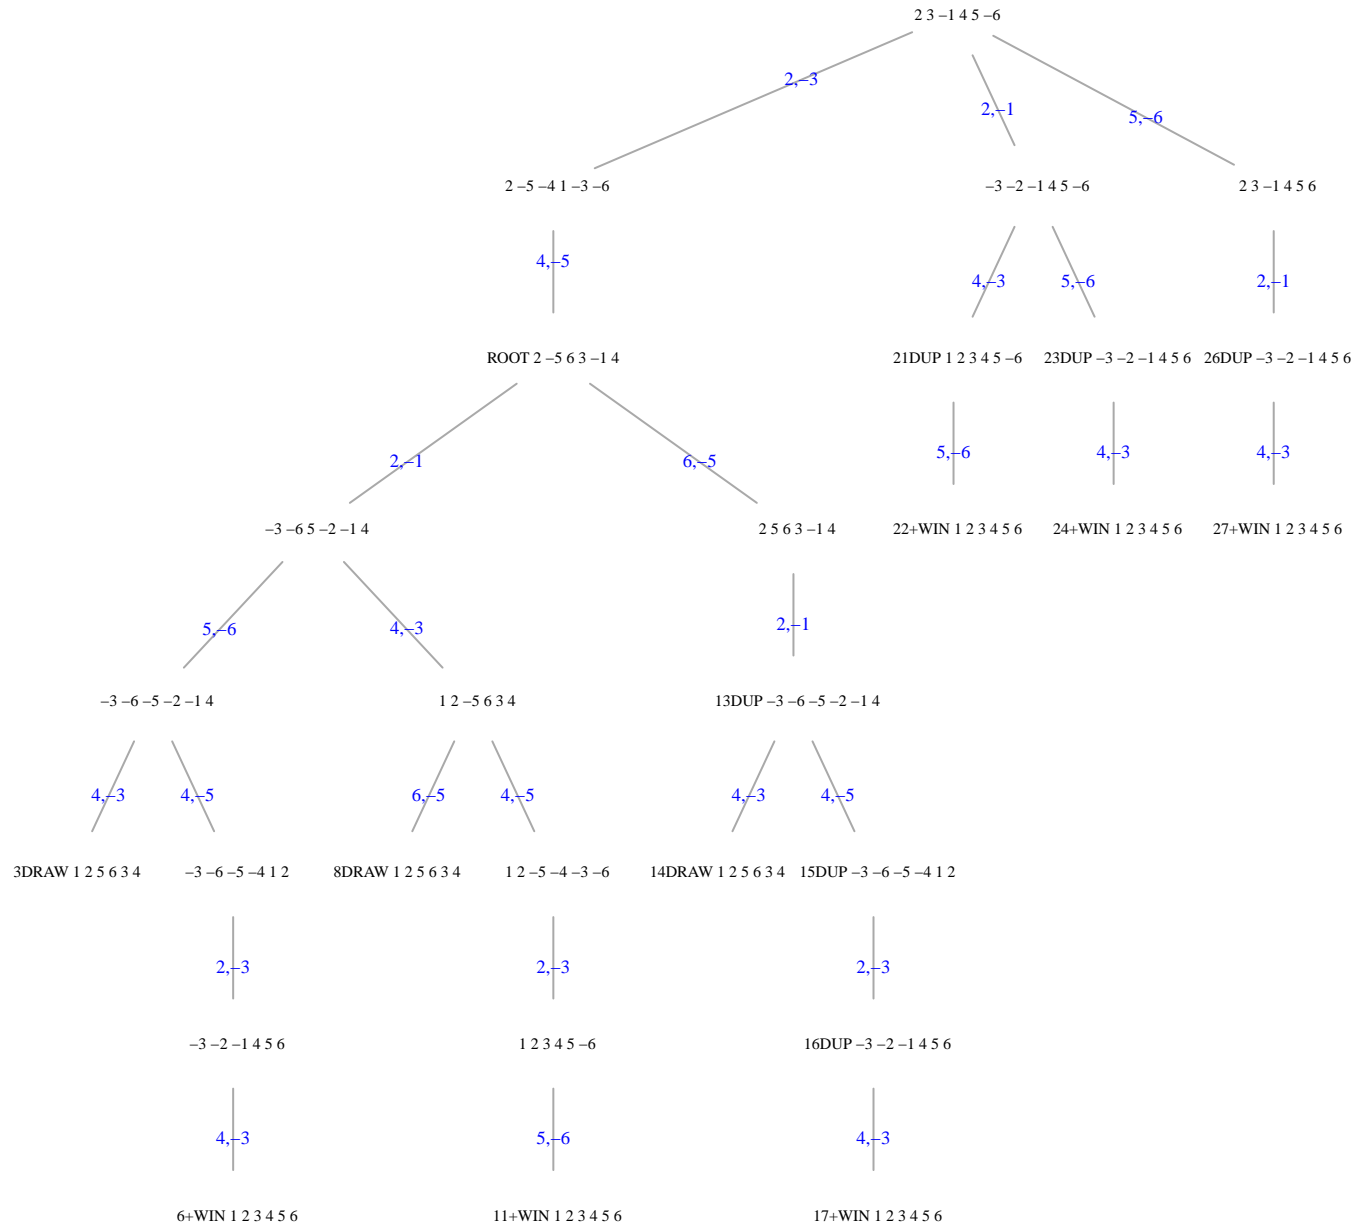 2 3 −1 4 5 −6
2,−3
2,−1
5,−6
2 −5 −4 1 −3 −6
−3 −2 −1 4 5 −6
2 3 −1 4 5 6
4,−5
4,−3
5,−6
2,−1
ROOT 2 −5 6 3 −1 4
21DUP 1 2 3 4 5 −6
23DUP −3 −2 −1 4 5 6
26DUP −3 −2 −1 4 5 6
2,−1
6,−5
5,−6
4,−3
4,−3
−3 −6 5 −2 −1 4
2 5 6 3 −1 4
22+WIN 1 2 3 4 5 6
24+WIN 1 2 3 4 5 6
27+WIN 1 2 3 4 5 6
5,−6
4,−3
2,−1
−3 −6 −5 −2 −1 4
1 2 −5 6 3 4
13DUP −3 −6 −5 −2 −1 4
4,−3
4,−5
6,−5
4,−5
4,−3
4,−5
3DRAW 1 2 5 6 3 4
−3 −6 −5 −4 1 2
8DRAW 1 2 5 6 3 4
1 2 −5 −4 −3 −6
14DRAW 1 2 5 6 3 4
15DUP −3 −6 −5 −4 1 2
2,−3
2,−3
2,−3
−3 −2 −1 4 5 6
1 2 3 4 5 −6
16DUP −3 −2 −1 4 5 6
4,−3
5,−6
4,−3
6+WIN 1 2 3 4 5 6
11+WIN 1 2 3 4 5 6
17+WIN 1 2 3 4 5 6